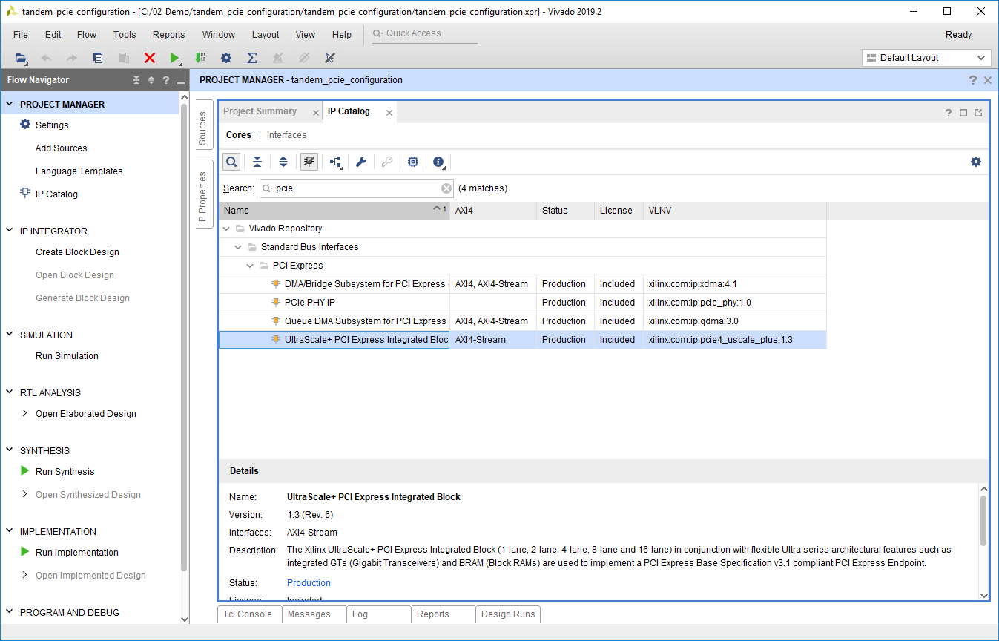 tandem_pcie_configuration - [C:/02_Demo/tandem_pcie_configuration/tandem_pcie_configuration/tandem_pcie_configuration.xpr] - Vivado 2019.2
File Edit Flow Tools Reports Window Layout View Help Quick Access Ready
Default Layout
Flow Navigator
PROJECT MANAGER
Settings
Add Sources
Language Templates
IP Catalog
IP INTEGRATOR
Create Block Design
Open Block Design
Generate Block Design
SIMULATION
Run Simulation
RTL ANALYSIS
Open Elaborated Design
SYNTHESIS
Run Synthesis
Open Synthesized Design
IMPLEMENTATION
Run Implementation
Open Implemented Design
PROGRAM AND DEBUG
PROJECT MANAGER - tandem_pcie_configuration
Sources
IP Properties
Project Summary IP Catalog
Cores | Interfaces
Search: pcie (4 matches)
Name 1 AXI4 Status License VLNV
Vivado Repository
Standard Bus Interfaces
PCI Express
DMA/Bridge Subsystem for PCI Express ( AXI4, AXI4-Stream Production Included xilinx.com:ip:xdma:4.1
PCIe PHY IP Production Included xilinx.com:ip:pcie_phy:1.0
Queue DMA Subsystem for PCI Express AXI4, AXI4-Stream Production Included xilinx.com:ip:qdma:3.0
UltraScale+ PCI Express Integrated Bloc AXI4-Stream Production Included xilinx.com:ip:pcie4_uscale_plus:1.3
Details
Name: UltraScale+ PCI Express Integrated Block
Version: 1.3 (Rev. 6)
Interfaces: AXI4-Stream
Description: The Xilinx UltraScale+ PCI Express Integrated Block (1-lane, 2-lane, 4-lane, 8-lane and 16-lane) in conjunction with flexible Ultra series architectural features such as
integrated GTs (Gigabit Transceivers) and BRAM (Block RAMs) are used to implement a PCI Express Base Specification v3.1 compliant PCI Express Endpoint.
Status: Production
License: Included
Tcl Console Messages Log Reports Design Runs